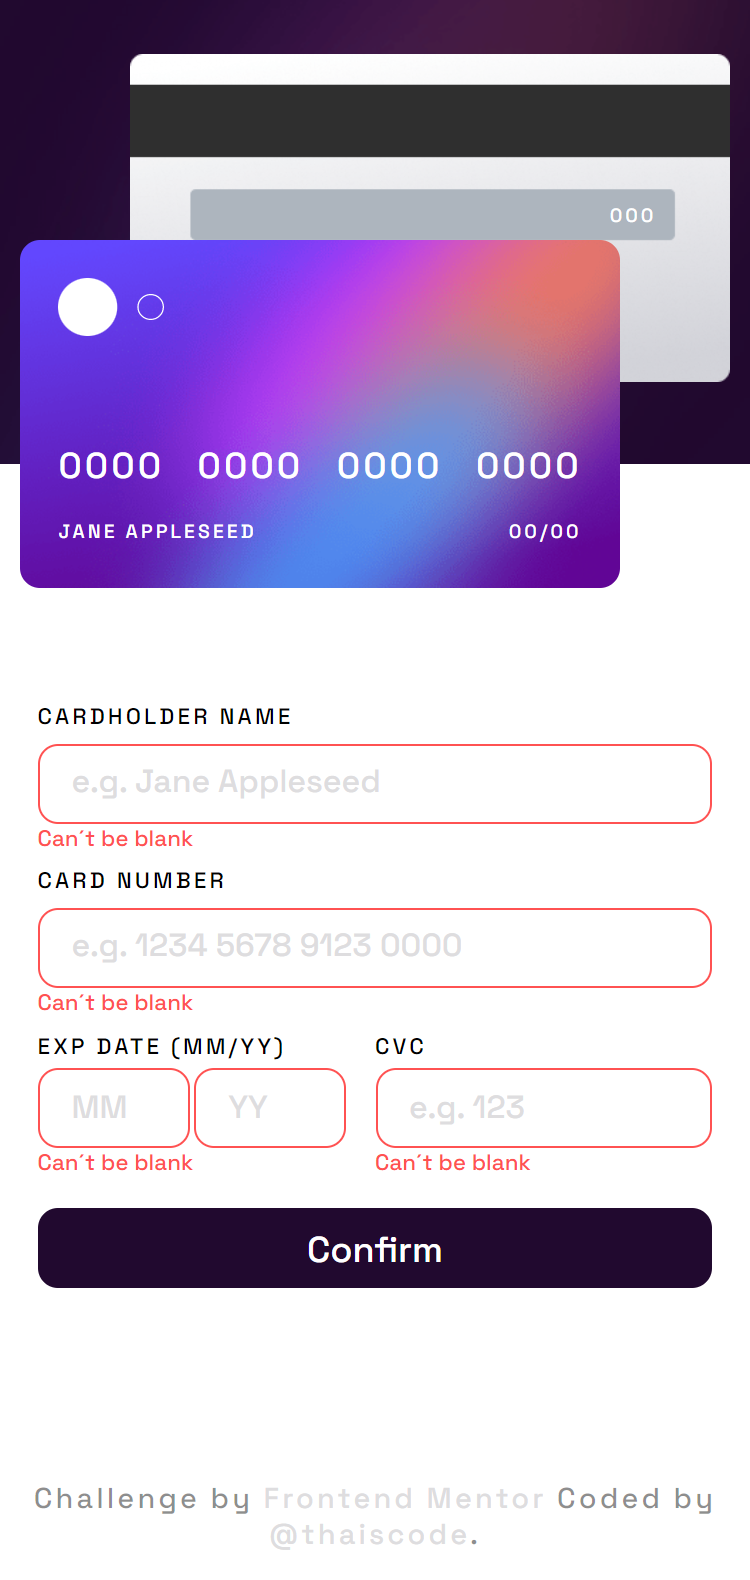 000
0000 0000 0000 0000
JANE APPLESEED 00/00
CARDHOLDER NAME
e.g. Jane Appleseed
Can´t be blank
CARD NUMBER
e.g. 1234 5678 9123 0000
Can´t be blank
EXP DATE (MM/YY) CVC
MM YY e.g. 123
Can´t be blank Can´t be blank
Confirm
Challenge by Frontend Mentor Coded by
@thaiscode.